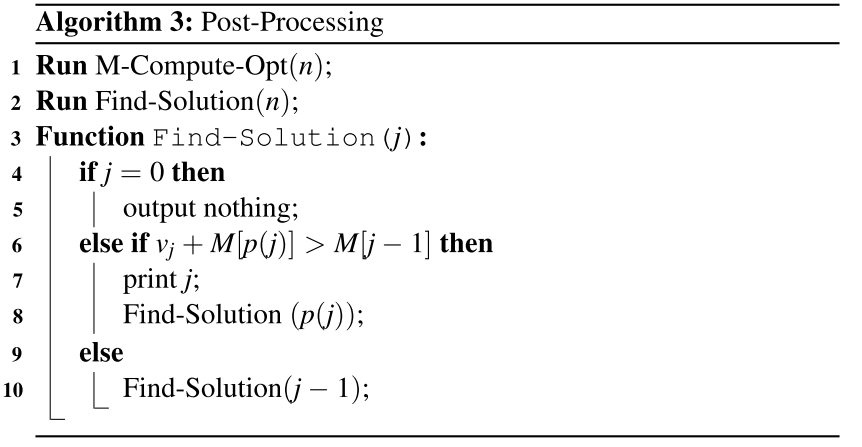 Algorithm 3: Post-Processing
1 Run M-Compute-Opt(n);
2 Run Find-Solution(n);
3 Function Find-Solution(j):
4 if j = 0 then
5 output nothing;
6 else if vⱼ + M[p(j)] > M[j − 1] then
7 print j;
8 Find-Solution (p(j));
9 else
10 Find-Solution(j − 1);